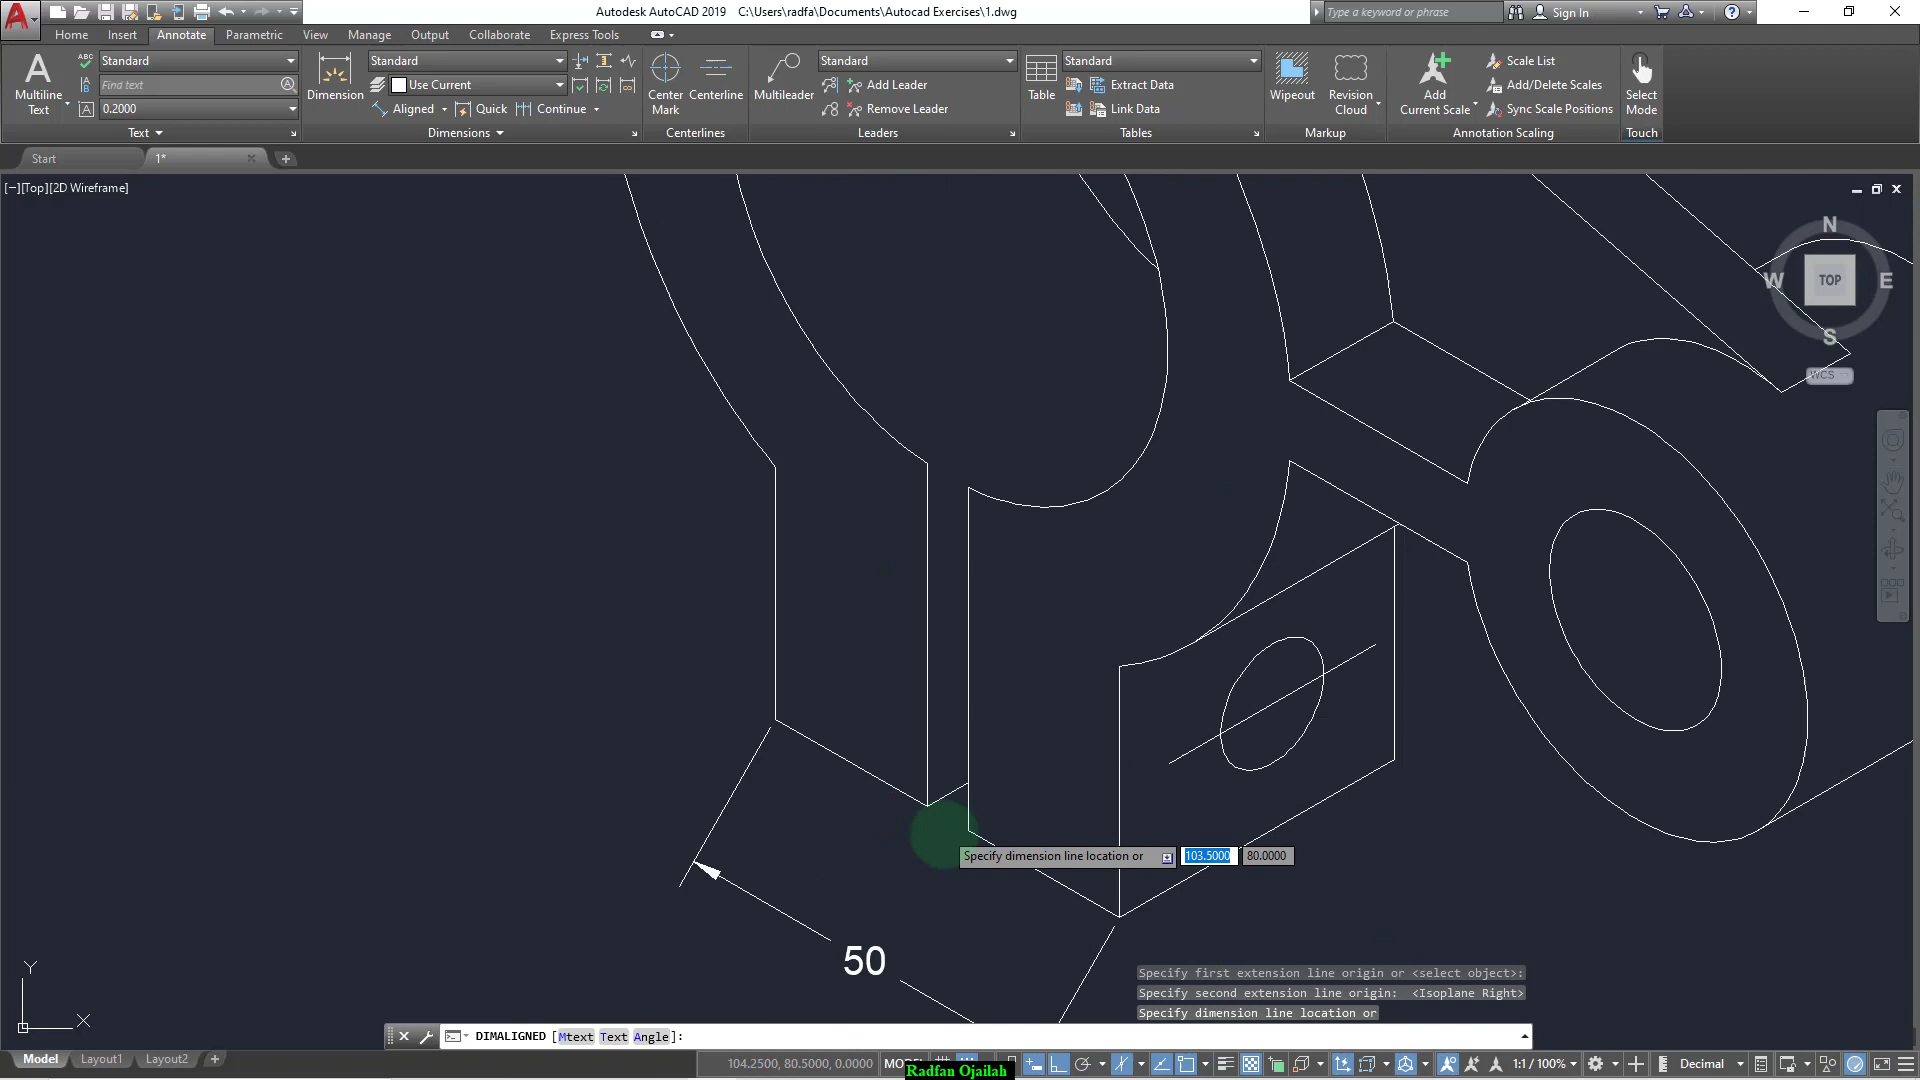 Autodesk AutoCAD 2019 C:\Users\radfa\Documents\Autocad Exercises\1.dwg
Type a keyword or phrase
Sign In
Home Insert Annotate Parametric View Manage Output Collaborate Express Tools
A
Multiline
Text
ABC
Standard
Find text
0.2000
Text
Dimension
Standard
Use Current
Aligned Quick Continue
Dimensions
Center
Mark
Centerline
Centerlines
Multileader
Standard
Add Leader
Remove Leader
Leaders
Table
Standard
Extract Data
Link Data
Tables
Wipeout
Revision
Cloud
Markup
Add
Current Scale
Scale List
Add/Delete Scales
Sync Scale Positions
Annotation Scaling
Select
Mode
Touch
Start
1*
[−][Top][2D Wireframe]
N
W TOP E
S
WCS
Specify dimension line location or 103.5000 80.0000
50
Y
X
Specify first extension line origin or <select object>:
Specify second extension line origin: <Isoplane Right>
Specify dimension line location or
DIMALIGNED [Mtext Text Angle]:
Model Layout1 Layout2
104.2500, 80.5000, 0.0000
Radfan Ojailah
1:1 / 100%
Decimal